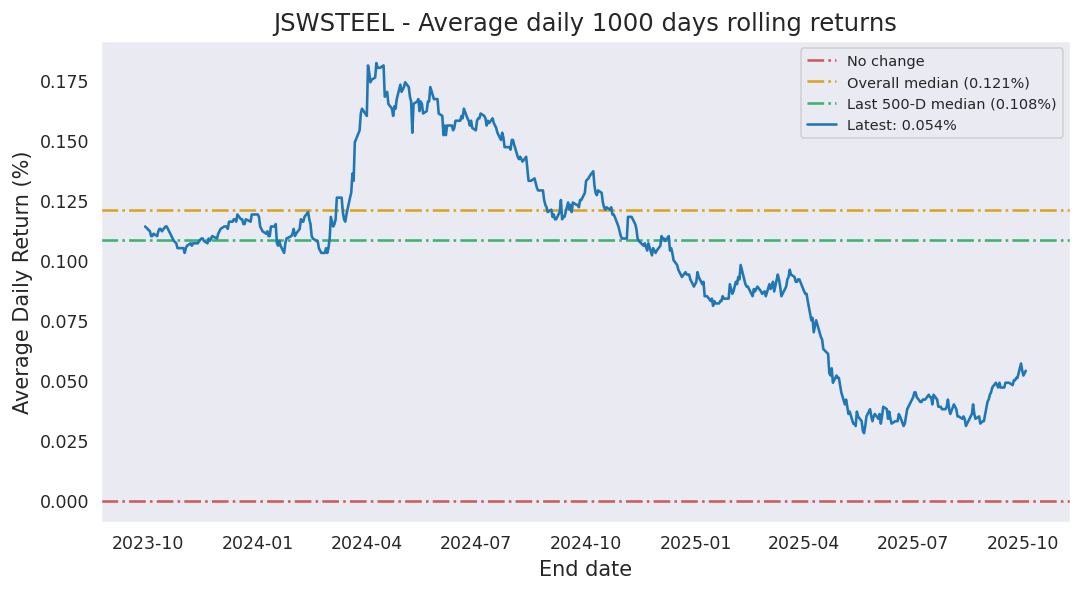 JSWSTEEL - Average daily 1000 days rolling returns
No change
Overall median (0.121%)
Last 500-D median (0.108%)
Latest: 0.054%
Average Daily Return (%)
0.175
0.150
0.125
0.100
0.075
0.050
0.025
0.000
2023-10 2024-01 2024-04 2024-07 2024-10 2025-01 2025-04 2025-07 2025-10
End date